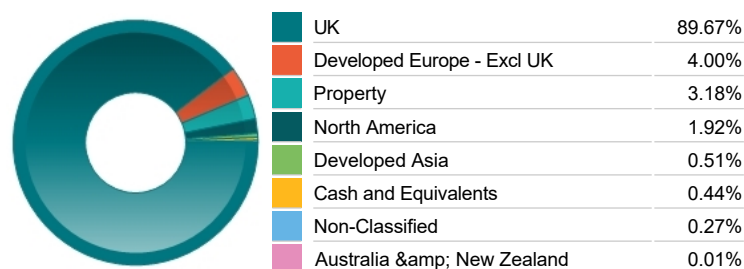 UK 89.67%
Developed Europe - Excl UK 4.00%
Property 3.18%
North America 1.92%
Developed Asia 0.51%
Cash and Equivalents 0.44%
Non-Classified 0.27%
Australia &amp; New Zealand 0.01%